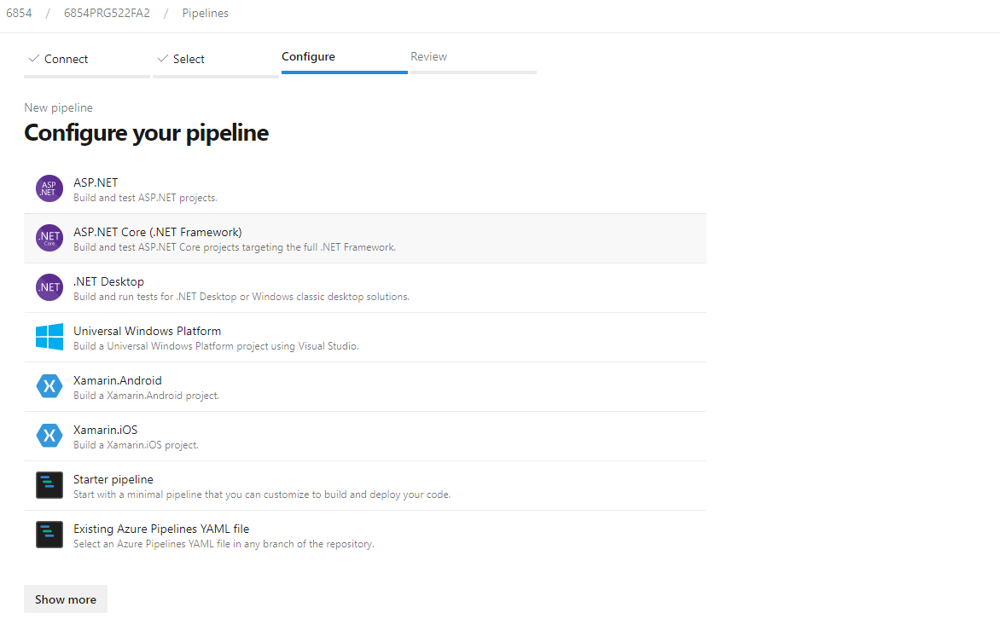 6854 / 6854PRG522FA2 / Pipelines
Connect Select Configure Review
New pipeline
Configure your pipeline
ASP .NET
ASP.NET
Build and test ASP.NET projects.
.NET Core
ASP.NET Core (.NET Framework)
Build and test ASP.NET Core projects targeting the full .NET Framework.
.NET
.NET Desktop
Build and run tests for .NET Desktop or Windows classic desktop solutions.
Universal Windows Platform
Build a Universal Windows Platform project using Visual Studio.
Xamarin.Android
Build a Xamarin.Android project.
Xamarin.iOS
Build a Xamarin.iOS project.
Starter pipeline
Start with a minimal pipeline that you can customize to build and deploy your code.
Existing Azure Pipelines YAML file
Select an Azure Pipelines YAML file in any branch of the repository.
Show more